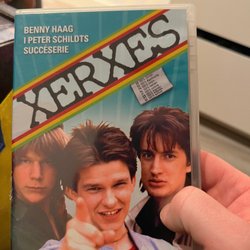 BENNY HAAG
I PETER SCHILDTS
SUCCÉSERIE
XERXES